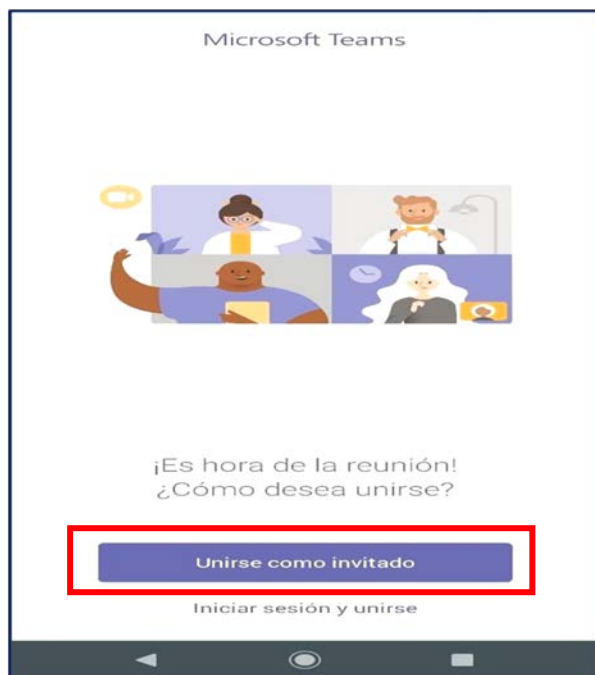 Microsoft Teams
¡Es hora de la reunión!
¿Cómo desea unirse?
Unirse como invitado
Iniciar sesión y unirse